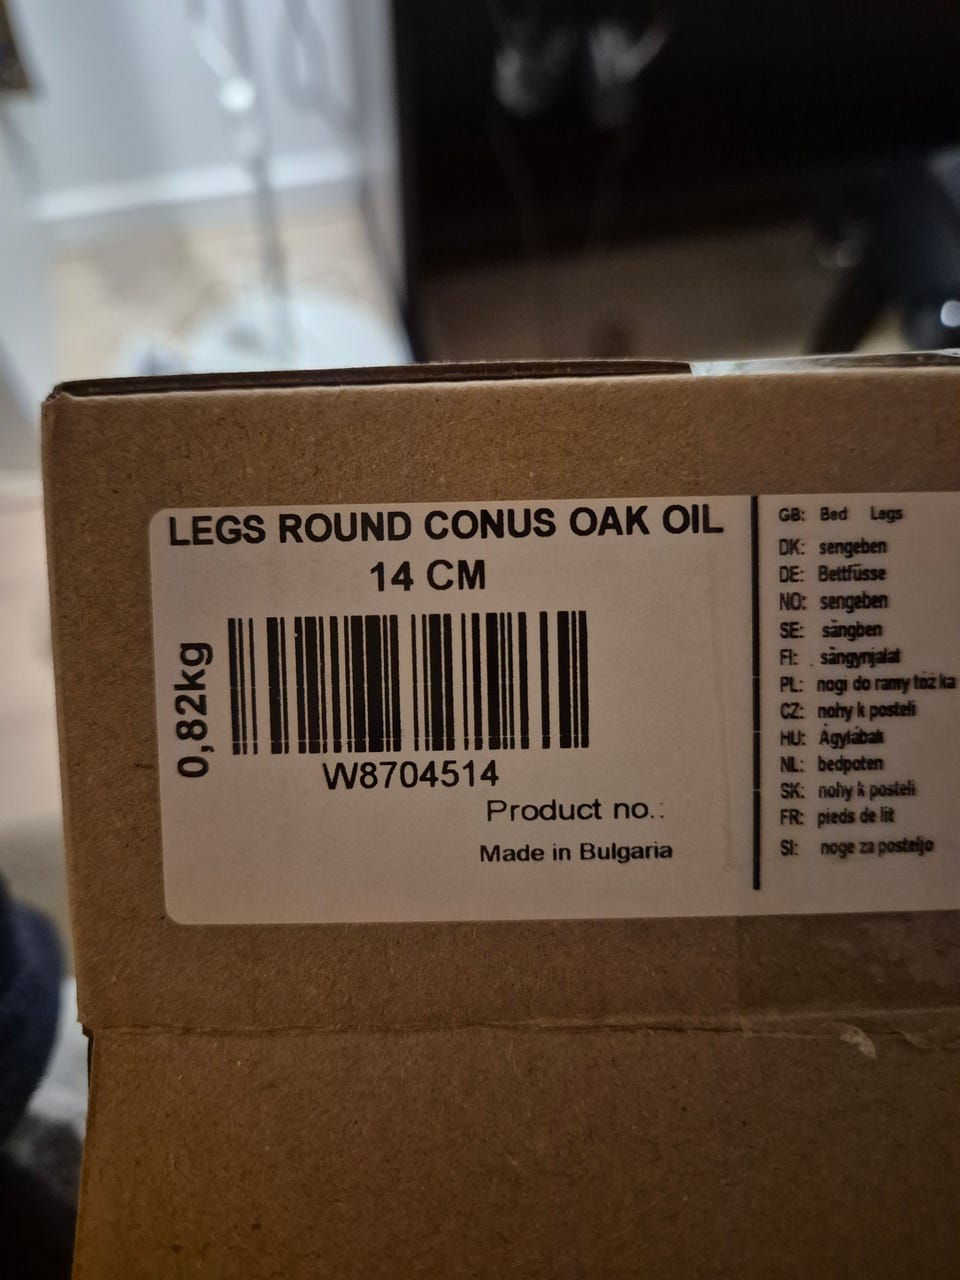 LEGS ROUND CONUS OAK OIL
14 CM
0,82kg
W8704514
Product no.:
Made in Bulgaria
GB: Bed Legs
DK: sengeben
DE: Bettfüsse
NO: sengeben
SE: sängben
FI: sängynjalat
PL: nogi do ramy łóżka
CZ: nohy k posteli
HU: Ágylábak
NL: bedpoten
SK: nohy k posteli
FR: pieds de lit
SI: noge za posteljo